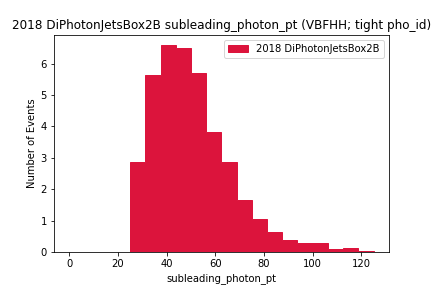 2018 DiPhotonJetsBox2B subleading_photon_pt (VBFHH; tight pho_id)
2018 DiPhotonJetsBox2B
Number of Events
6
5
4
3
2
1
0
0 20 40 60 80 100 120
subleading_photon_pt